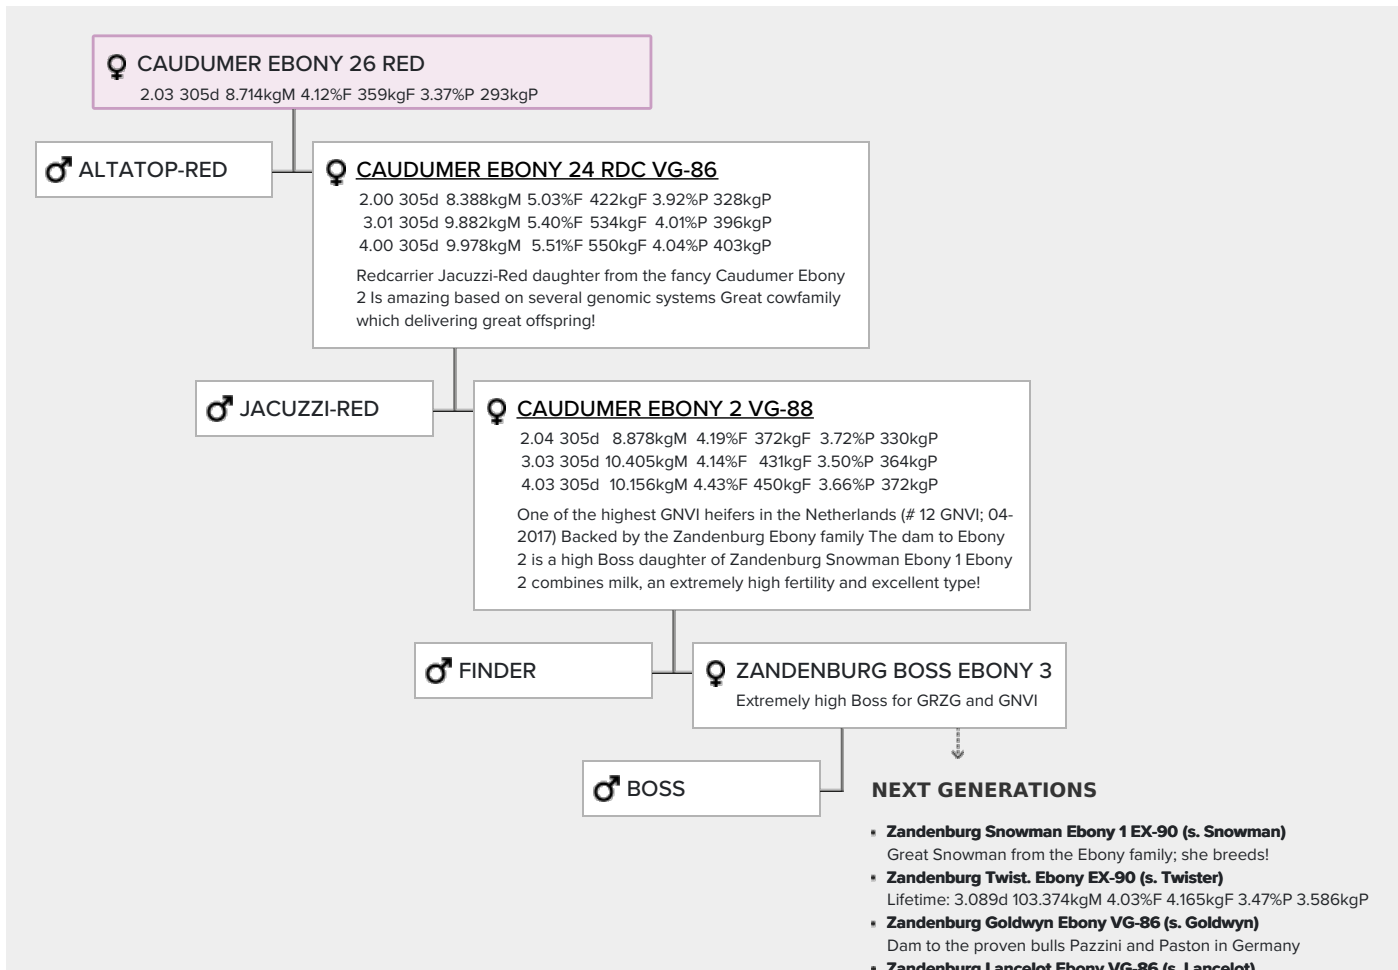 CAUDUMER EBONY 26 RED
2.03 305d 8.714kgM 4.12%F 359kgF 3.37%P 293kgP
ALTATOP-RED
CAUDUMER EBONY 24 RDC VG-86
2.00 305d 8.388kgM 5.03%F 422kgF 3.92%P 328kgP
3.01 305d 9.882kgM 5.40%F 534kgF 4.01%P 396kgP
4.00 305d 9.978kgM 5.51%F 550kgF 4.04%P 403kgP
Redcarrier Jacuzzi-Red daughter from the fancy Caudumer Ebony
2 Is amazing based on several genomic systems Great cowfamily
which delivering great offspring!
JACUZZI-RED
CAUDUMER EBONY 2 VG-88
2.04 305d 8.878kgM 4.19%F 372kgF 3.72%P 330kgP
3.03 305d 10.405kgM 4.14%F 431kgF 3.50%P 364kgP
4.03 305d 10.156kgM 4.43%F 450kgF 3.66%P 372kgP
One of the highest GNVI heifers in the Netherlands (# 12 GNVI; 04-
2017) Backed by the Zandenburg Ebony family The dam to Ebony
2 is a high Boss daughter of Zandenburg Snowman Ebony 1 Ebony
2 combines milk, an extremely high fertility and excellent type!
FINDER
ZANDENBURG BOSS EBONY 3
Extremely high Boss for GRZG and GNVI
BOSS
NEXT GENERATIONS
Zandenburg Snowman Ebony 1 EX-90 (s. Snowman)
Great Snowman from the Ebony family; she breeds!
Zandenburg Twist. Ebony EX-90 (s. Twister)
Lifetime: 3.089d 103.374kgM 4.03%F 4.165kgF 3.47%P 3.586kgP
Zandenburg Goldwyn Ebony VG-86 (s. Goldwyn)
Dam to the proven bulls Pazzini and Paston in Germany
Zandenburg Lancelot Ebony VG-86 (s. Lancelot)